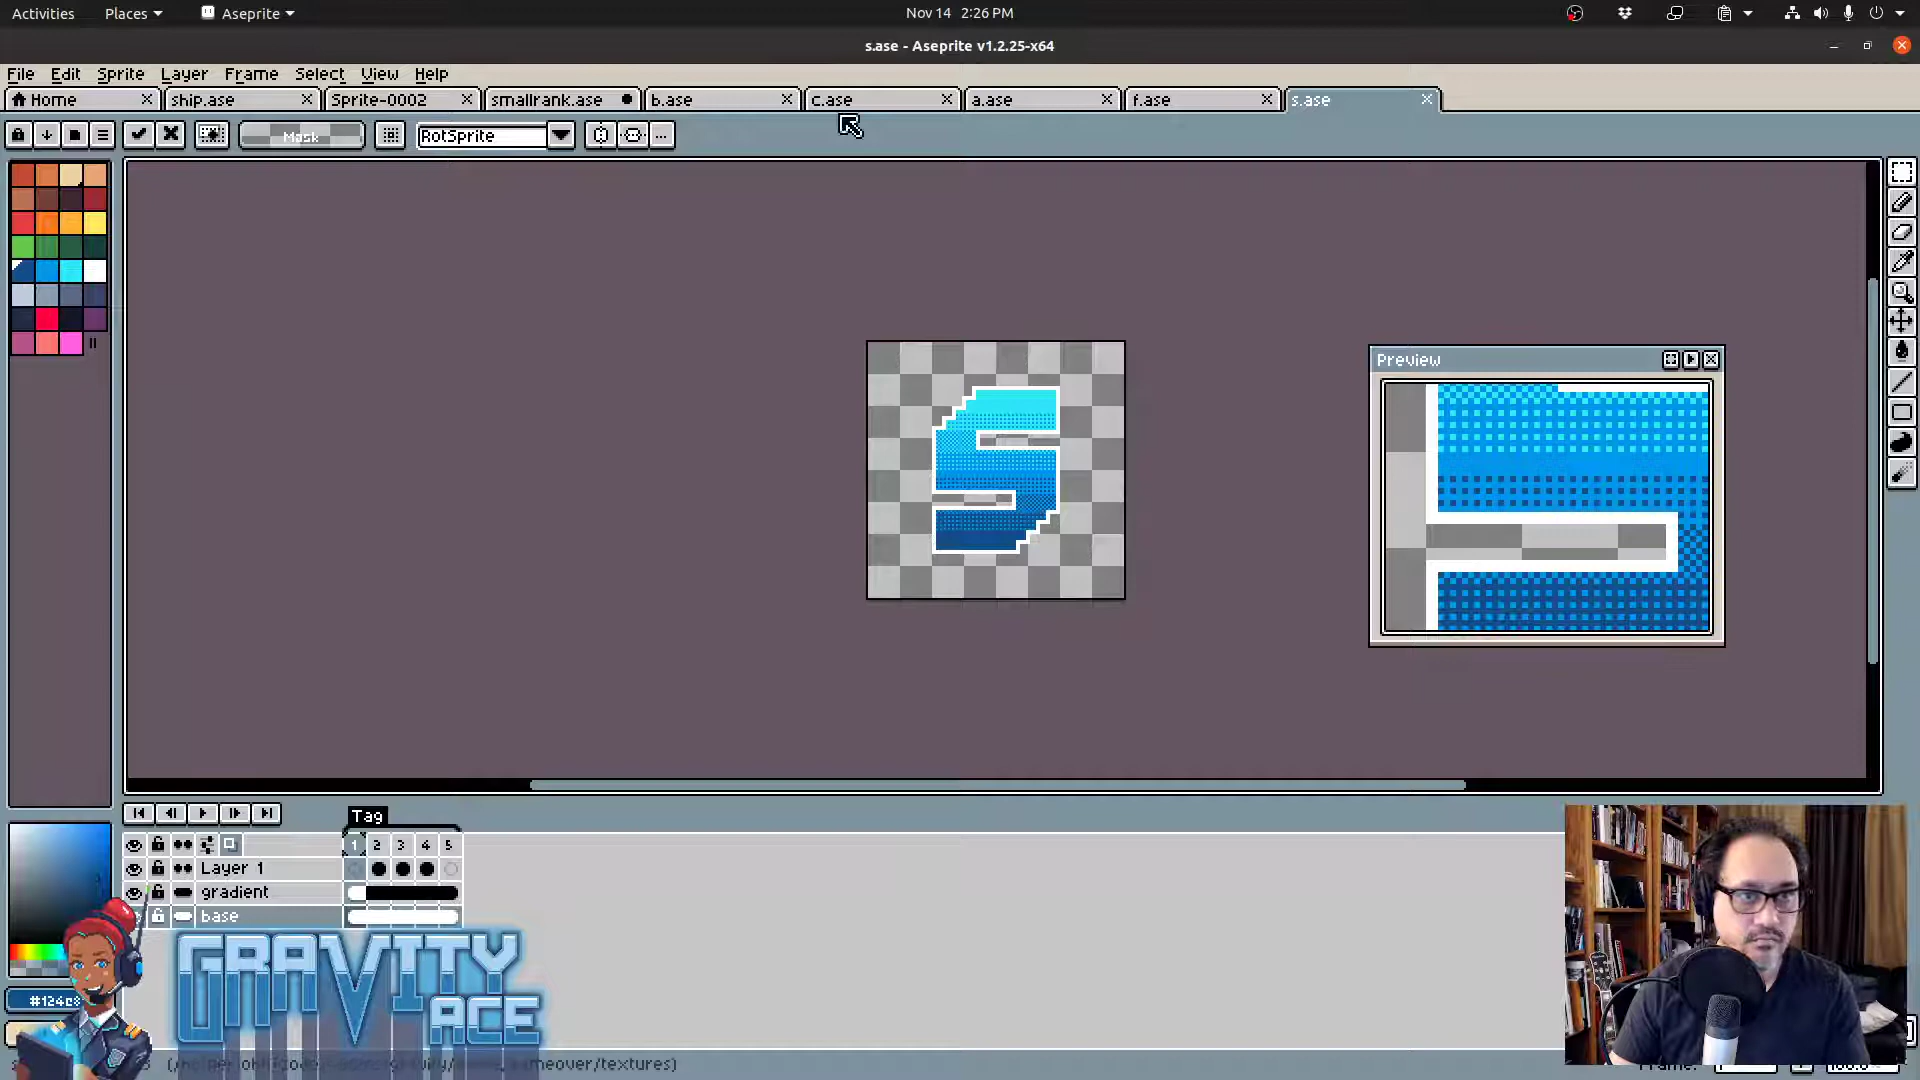 Activities Places Aseprite Nov 14 2:26 PM
s.ase - Aseprite v1.2.25-x64
File Edit Sprite Layer Frame Select View Help
Home ship.ase Sprite-0002 smallrank.ase b.ase c.ase a.ase f.ase s.ase
Mask RotSprite
S
Preview
Tag
1 2 3 4 5
Layer 1
gradient
base
GRAVITY
ACE
Frame: